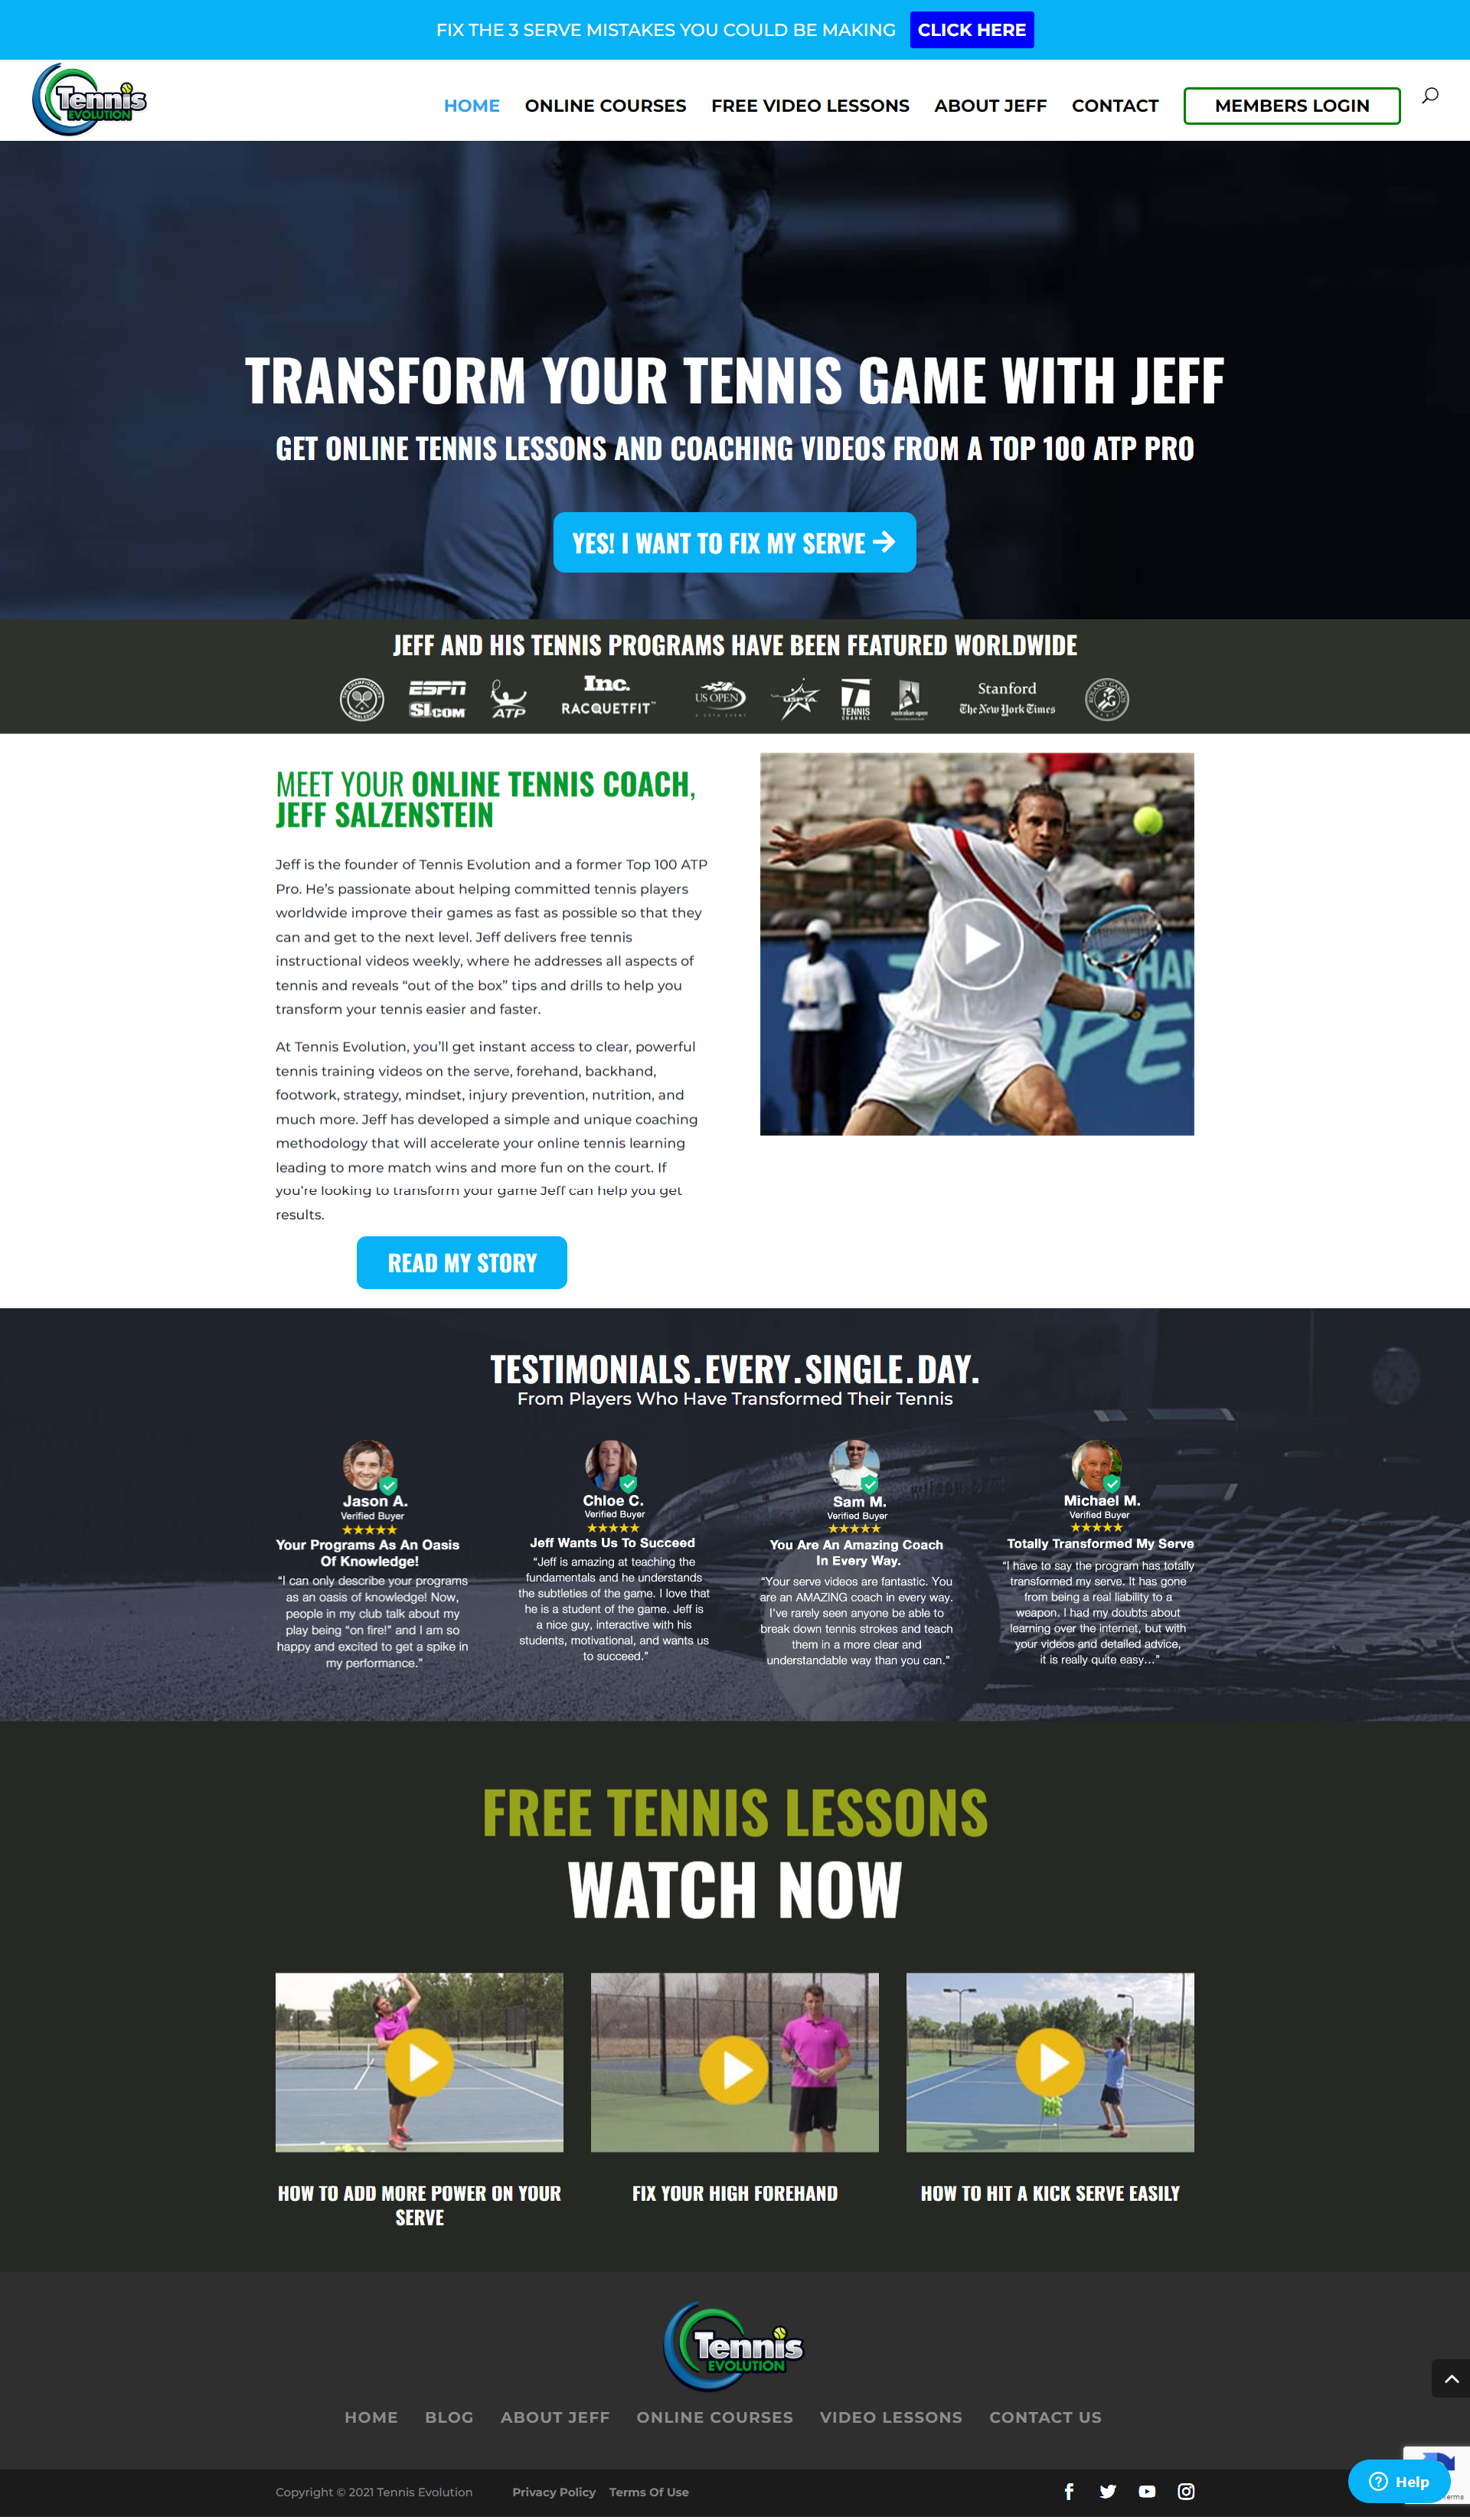 FIX THE 3 SERVE MISTAKES YOU COULD BE MAKING CLICK HERE
Tennis
EVOLUTION
HOME ONLINE COURSES FREE VIDEO LESSONS ABOUT JEFF CONTACT MEMBERS LOGIN
TRANSFORM YOUR TENNIS GAME WITH JEFF
GET ONLINE TENNIS LESSONS AND COACHING VIDEOS FROM A TOP 100 ATP PRO
YES! I WANT TO FIX MY SERVE
JEFF AND HIS TENNIS PROGRAMS HAVE BEEN FEATURED WORLDWIDE
ESPN
SI.COM
ATP
Inc.
RACQUETFIT
US OPEN
USPTA
TENNIS
CHANNEL
australian open
Stanford
The New York Times
MEET YOUR ONLINE TENNIS COACH,
JEFF SALZENSTEIN
Jeff is the founder of Tennis Evolution and a former Top 100 ATP
Pro. He’s passionate about helping committed tennis players
worldwide improve their games as fast as possible so that they
can and get to the next level. Jeff delivers free tennis
instructional videos weekly, where he addresses all aspects of
tennis and reveals “out of the box” tips and drills to help you
transform your tennis easier and faster.
At Tennis Evolution, you’ll get instant access to clear, powerful
tennis training videos on the serve, forehand, backhand,
footwork, strategy, mindset, injury prevention, nutrition, and
much more. Jeff has developed a simple and unique coaching
methodology that will accelerate your online tennis learning
leading to more match wins and more fun on the court. If
you’re looking to transform your game Jeff can help you get
results.
READ MY STORY
TESTIMONIALS.EVERY.SINGLE.DAY.
From Players Who Have Transformed Their Tennis
Jason A.
Verified Buyer
Your Programs As An Oasis
Of Knowledge!
“I can only describe your programs
as an oasis of knowledge! Now,
people in my club talk about my
play being “on fire!” and I am so
happy and excited to get a spike in
my performance.”
Chloe C.
Verified Buyer
Jeff Wants Us To Succeed
“Jeff is amazing at teaching the
fundamentals and he understands
the subtleties of the game. I love that
he is a student of the game. Jeff is
a nice guy, interactive with his
students, motivational, and wants us
to succeed.”
Sam M.
Verified Buyer
You Are An Amazing Coach
In Every Way.
“Your serve videos are fantastic. You
are an AMAZING coach in every way.
I’ve rarely seen anyone be able to
break down tennis strokes and teach
them in a more clear and
understandable way than you can.”
Michael M.
Verified Buyer
Totally Transformed My Serve
“I have to say the program has totally
transformed my serve. It has gone
from being a real liability to a
weapon. I had my doubts about
learning over the internet, but with
your videos and detailed advice,
it is really quite easy…”
FREE TENNIS LESSONS
WATCH NOW
HOW TO ADD MORE POWER ON YOUR
SERVE
FIX YOUR HIGH FOREHAND
HOW TO HIT A KICK SERVE EASILY
Tennis
EVOLUTION
HOME BLOG ABOUT JEFF ONLINE COURSES VIDEO LESSONS CONTACT US
Copyright © 2021 Tennis Evolution Privacy Policy Terms Of Use
Help